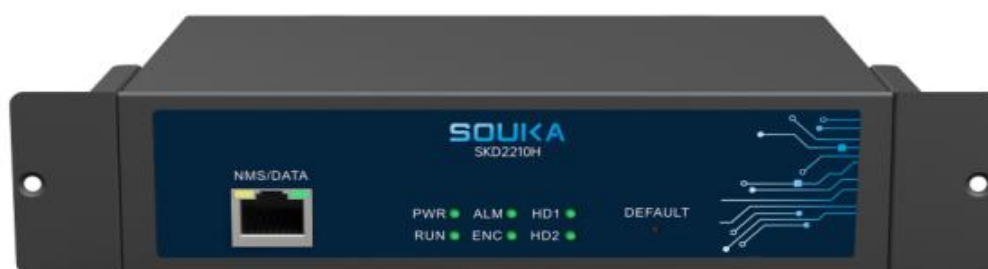 SOUKA
SKD2210H
NMS/DATA
PWR ALM HD1
DEFAULT
RUN ENC HD2